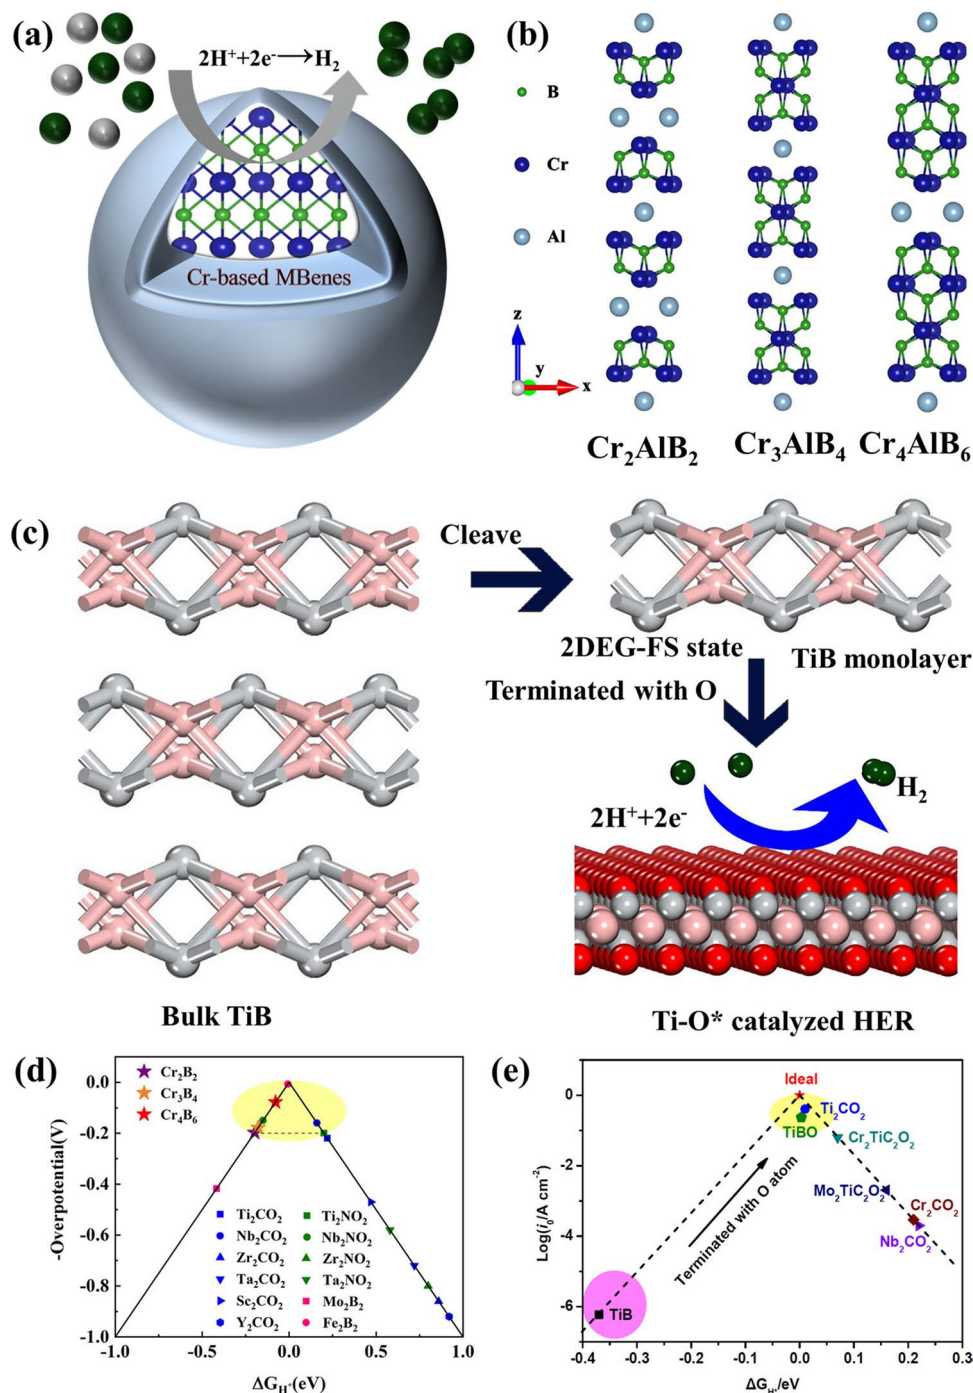 (a)
2H⁺+2e⁻→H₂
Cr-based MBenes
(b)
B
Cr
Al
z
y
x
Cr₂AlB₂
Cr₃AlB₄
Cr₄AlB₆
(c)
Cleave
2DEG-FS state
TiB monolayer
Terminated with O
2H⁺+2e⁻
H₂
Bulk TiB
Ti-O* catalyzed HER
(d)
Cr₂B₂
Cr₃B₄
Cr₄B₆
-Overpotential(V)
0.0
-0.2
-0.4
-0.6
-0.8
-1.0
Ti₂CO₂
Ti₂NO₂
Nb₂CO₂
Nb₂NO₂
Zr₂CO₂
Zr₂NO₂
Ta₂CO₂
Ta₂NO₂
Sc₂CO₂
Mo₂B₂
Y₂CO₂
Fe₂B₂
-1.0
-0.5
0.0
0.5
1.0
ΔG_H*(eV)
(e)
Log(i₀/A cm⁻²)
0
-2
-4
-6
Ideal
Ti₂CO₂
TiBO
Cr₂TiC₂O₂
Mo₂TiC₂O₂
Cr₂CO₂
Nb₂CO₂
Terminated with O atom
TiB
-0.4
-0.3
-0.2
-0.1
0.0
0.1
0.2
0.3
ΔG_H*/eV